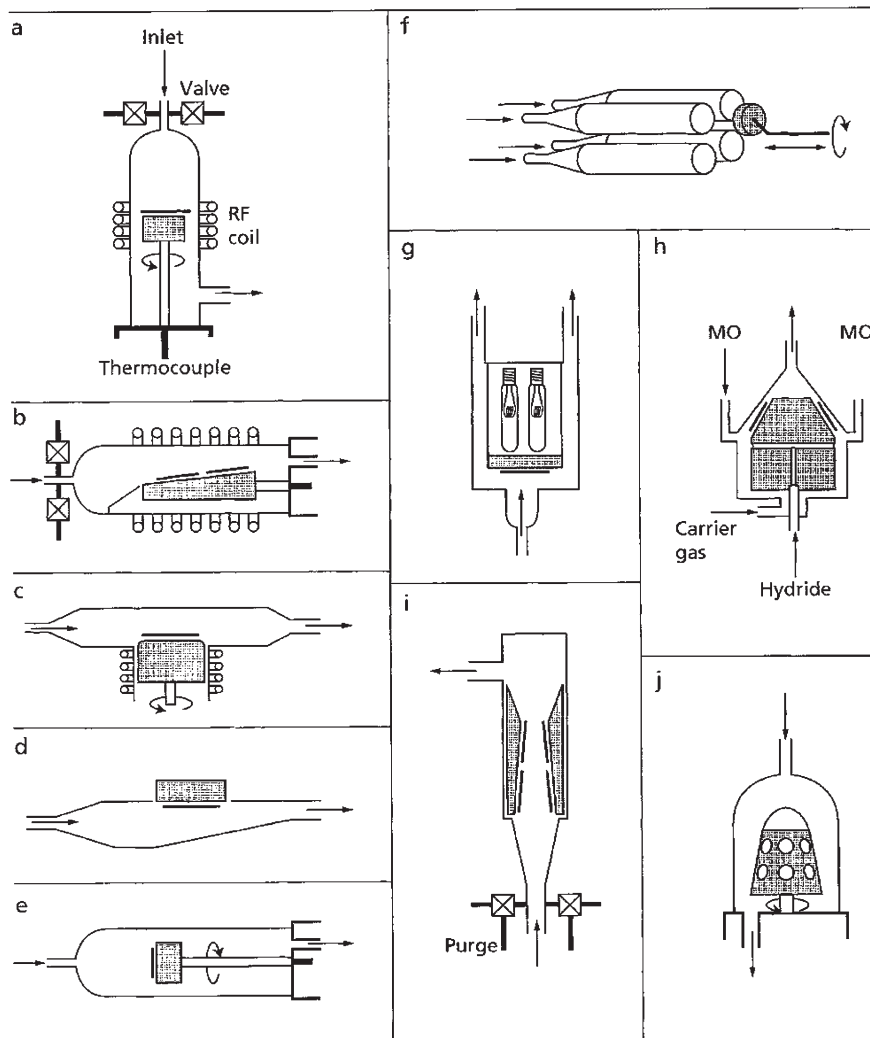 a
Inlet
Valve
RF
coil
Thermocouple
b
c
d
e
f
g
h
MO
MO
Carrier
gas
Hydride
i
Purge
j